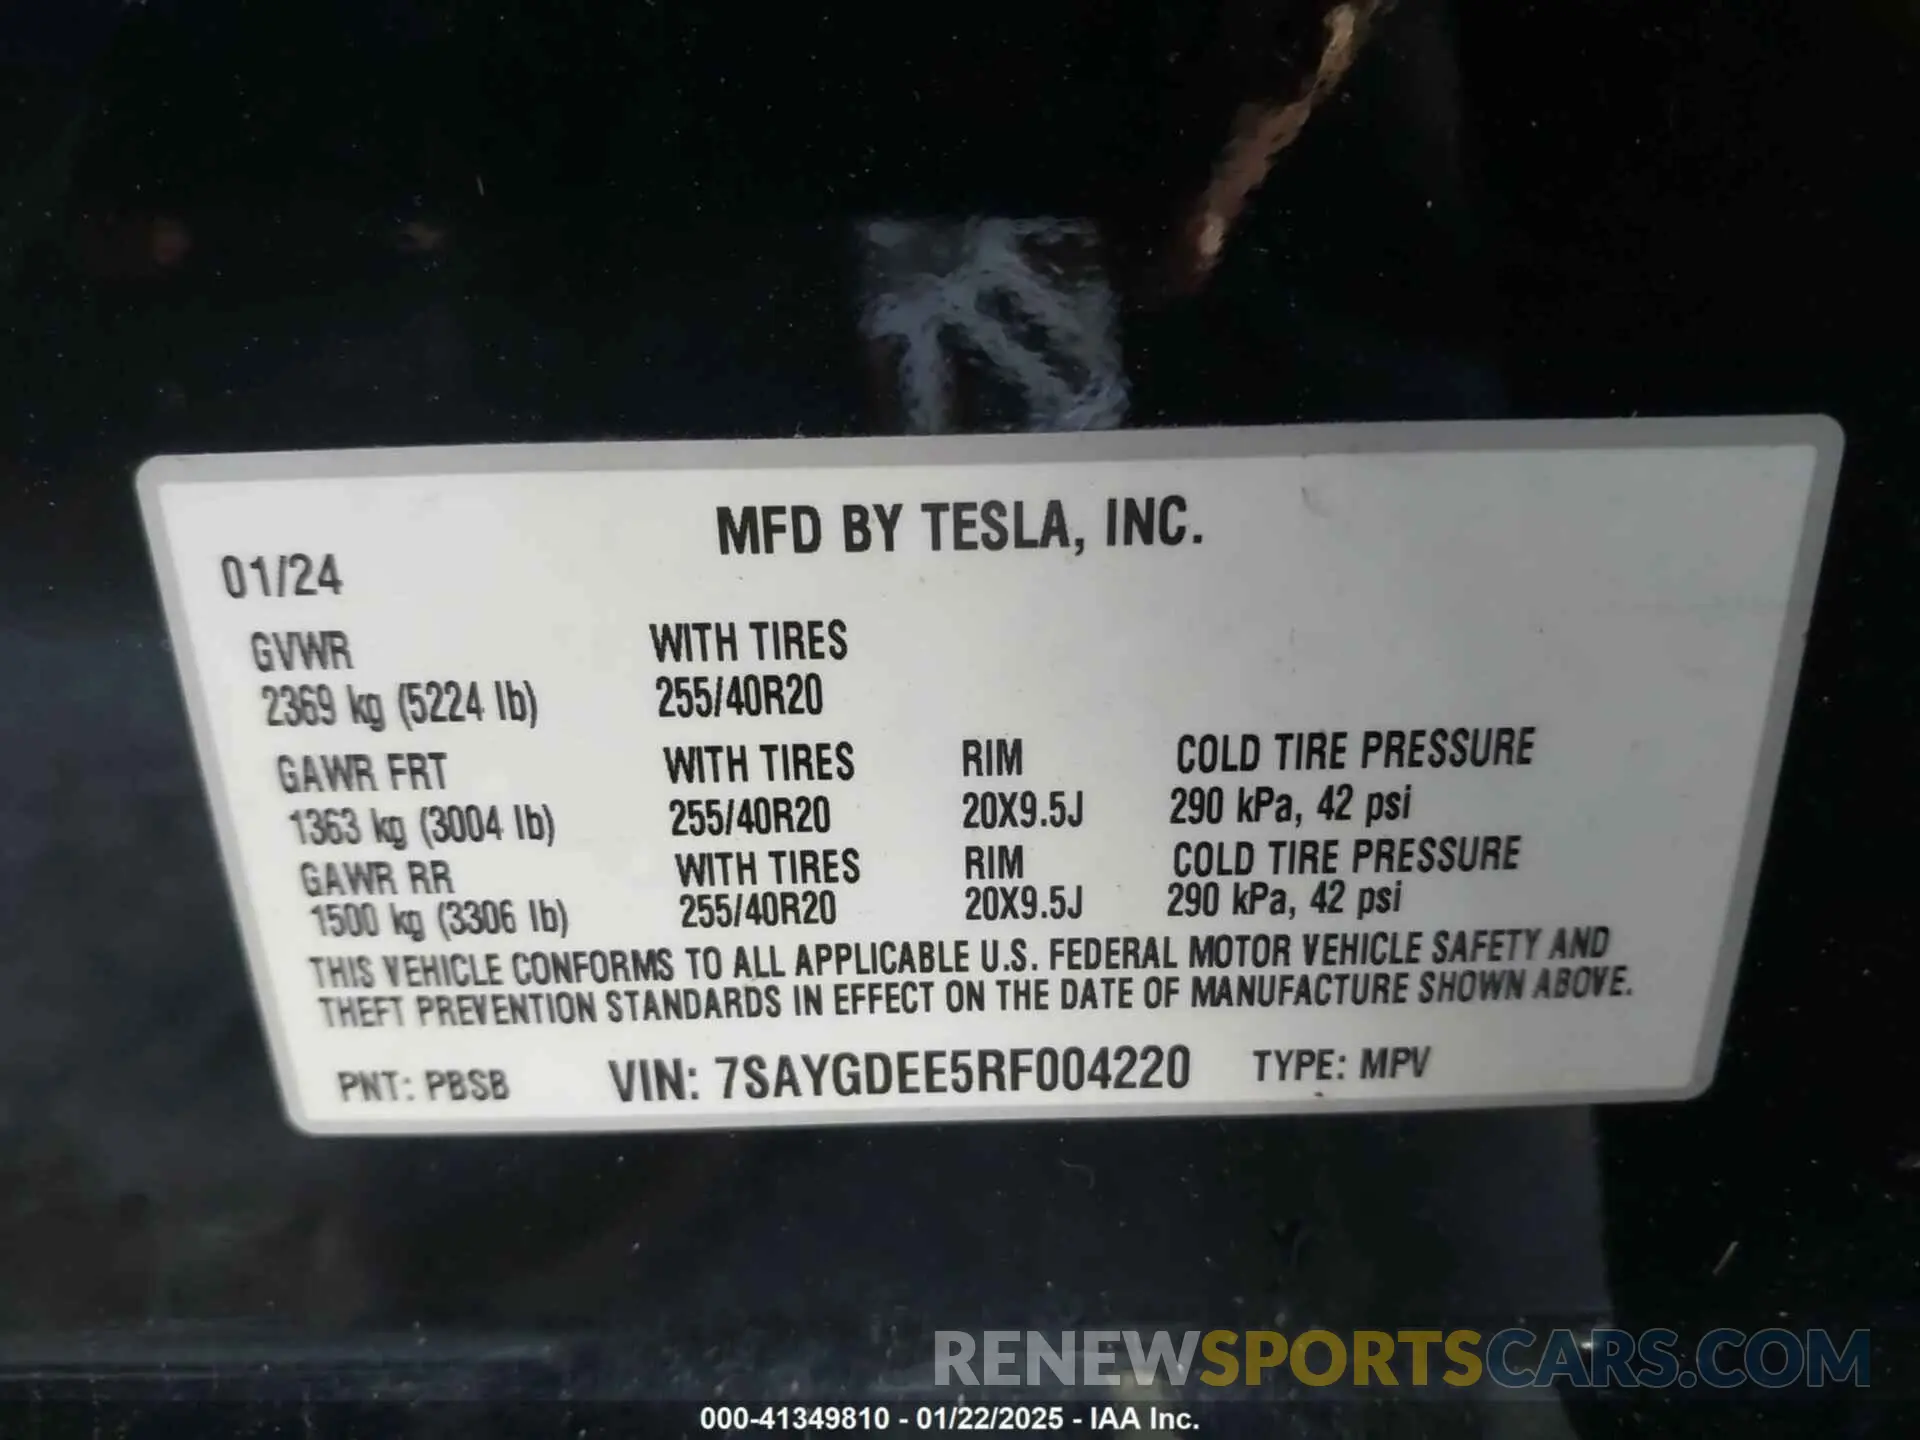 MFD BY TESLA, INC.
01/24
GVWR WITH TIRES
2369 kg (5224 lb) 255/40R20
GAWR FRT WITH TIRES RIM COLD TIRE PRESSURE
1363 kg (3004 lb) 255/40R20 20X9.5J 290 kPa, 42 psi
GAWR RR WITH TIRES RIM COLD TIRE PRESSURE
1500 kg (3306 lb) 255/40R20 20X9.5J 290 kPa, 42 psi
THIS VEHICLE CONFORMS TO ALL APPLICABLE U.S. FEDERAL MOTOR VEHICLE SAFETY AND
THEFT PREVENTION STANDARDS IN EFFECT ON THE DATE OF MANUFACTURE SHOWN ABOVE.
PNT: PBSB VIN: 7SAYGDEE5RF004220 TYPE: MPV
RENEWSPORTSCARS.COM
000-41349810 - 01/22/2025 - IAA Inc.